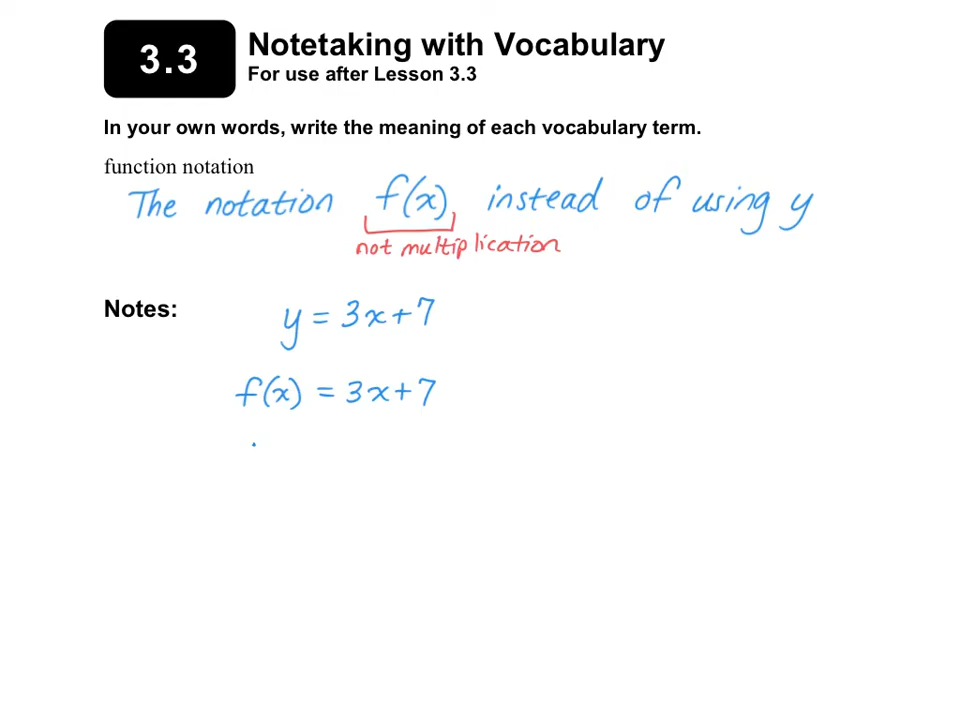 3.3
Notetaking with Vocabulary
For use after Lesson 3.3
In your own words, write the meaning of each vocabulary term.
function notation
The notation f(x) instead of using y
not multiplication
Notes:
y = 3x+7
f(x) = 3x+7